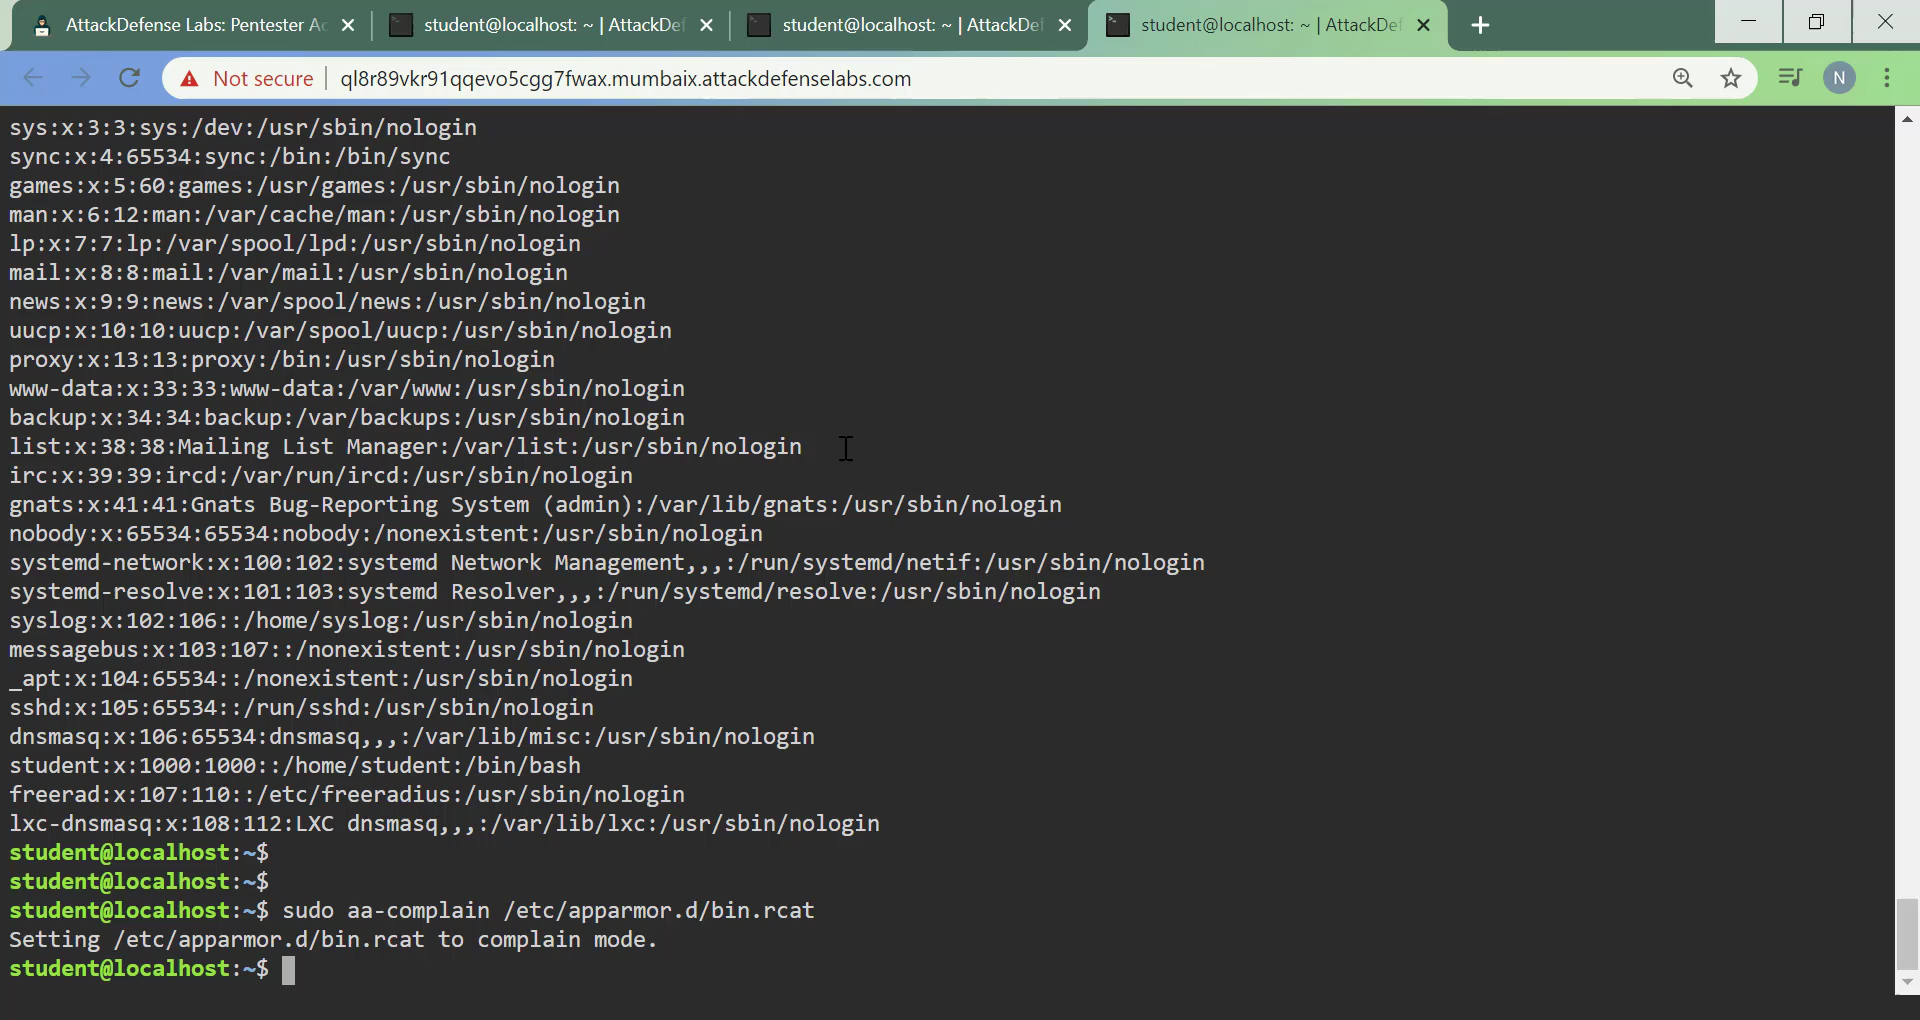 AttackDefense Labs: Pentester Ac
student@localhost: ~ | AttackDef
student@localhost: ~ | AttackDef
student@localhost: ~ | AttackDef
Not secure
ql8r89vkr91qqevo5cgg7fwax.mumbaix.attackdefenselabs.com
N
sys:x:3:3:sys:/dev:/usr/sbin/nologin
sync:x:4:65534:sync:/bin:/bin/sync
games:x:5:60:games:/usr/games:/usr/sbin/nologin
man:x:6:12:man:/var/cache/man:/usr/sbin/nologin
lp:x:7:7:lp:/var/spool/lpd:/usr/sbin/nologin
mail:x:8:8:mail:/var/mail:/usr/sbin/nologin
news:x:9:9:news:/var/spool/news:/usr/sbin/nologin
uucp:x:10:10:uucp:/var/spool/uucp:/usr/sbin/nologin
proxy:x:13:13:proxy:/bin:/usr/sbin/nologin
www-data:x:33:33:www-data:/var/www:/usr/sbin/nologin
backup:x:34:34:backup:/var/backups:/usr/sbin/nologin
list:x:38:38:Mailing List Manager:/var/list:/usr/sbin/nologin
irc:x:39:39:ircd:/var/run/ircd:/usr/sbin/nologin
gnats:x:41:41:Gnats Bug-Reporting System (admin):/var/lib/gnats:/usr/sbin/nologin
nobody:x:65534:65534:nobody:/nonexistent:/usr/sbin/nologin
systemd-network:x:100:102:systemd Network Management,,,:/run/systemd/netif:/usr/sbin/nologin
systemd-resolve:x:101:103:systemd Resolver,,,:/run/systemd/resolve:/usr/sbin/nologin
syslog:x:102:106::/home/syslog:/usr/sbin/nologin
messagebus:x:103:107::/nonexistent:/usr/sbin/nologin
_apt:x:104:65534::/nonexistent:/usr/sbin/nologin
sshd:x:105:65534::/run/sshd:/usr/sbin/nologin
dnsmasq:x:106:65534:dnsmasq,,,:/var/lib/misc:/usr/sbin/nologin
student:x:1000:1000::/home/student:/bin/bash
freerad:x:107:110::/etc/freeradius:/usr/sbin/nologin
lxc-dnsmasq:x:108:112:LXC dnsmasq,,,:/var/lib/lxc:/usr/sbin/nologin
student@localhost:~$
student@localhost:~$
student@localhost:~$ sudo aa-complain /etc/apparmor.d/bin.rcat
Setting /etc/apparmor.d/bin.rcat to complain mode.
student@localhost:~$